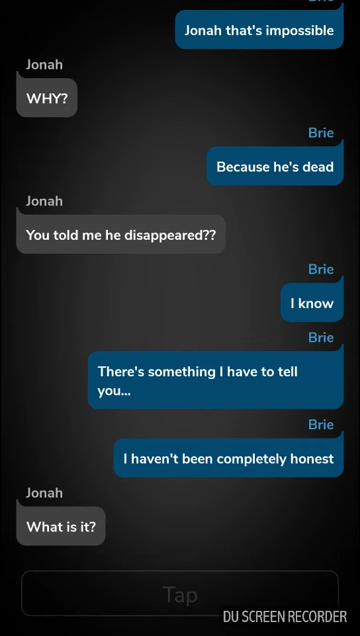 Brie
Jonah that's impossible
Jonah
WHY?
Brie
Because he's dead
Jonah
You told me he disappeared??
Brie
I know
Brie
There's something I have to tell
you...
Brie
I haven't been completely honest
Jonah
What is it?
Tap
DU SCREEN RECORDER